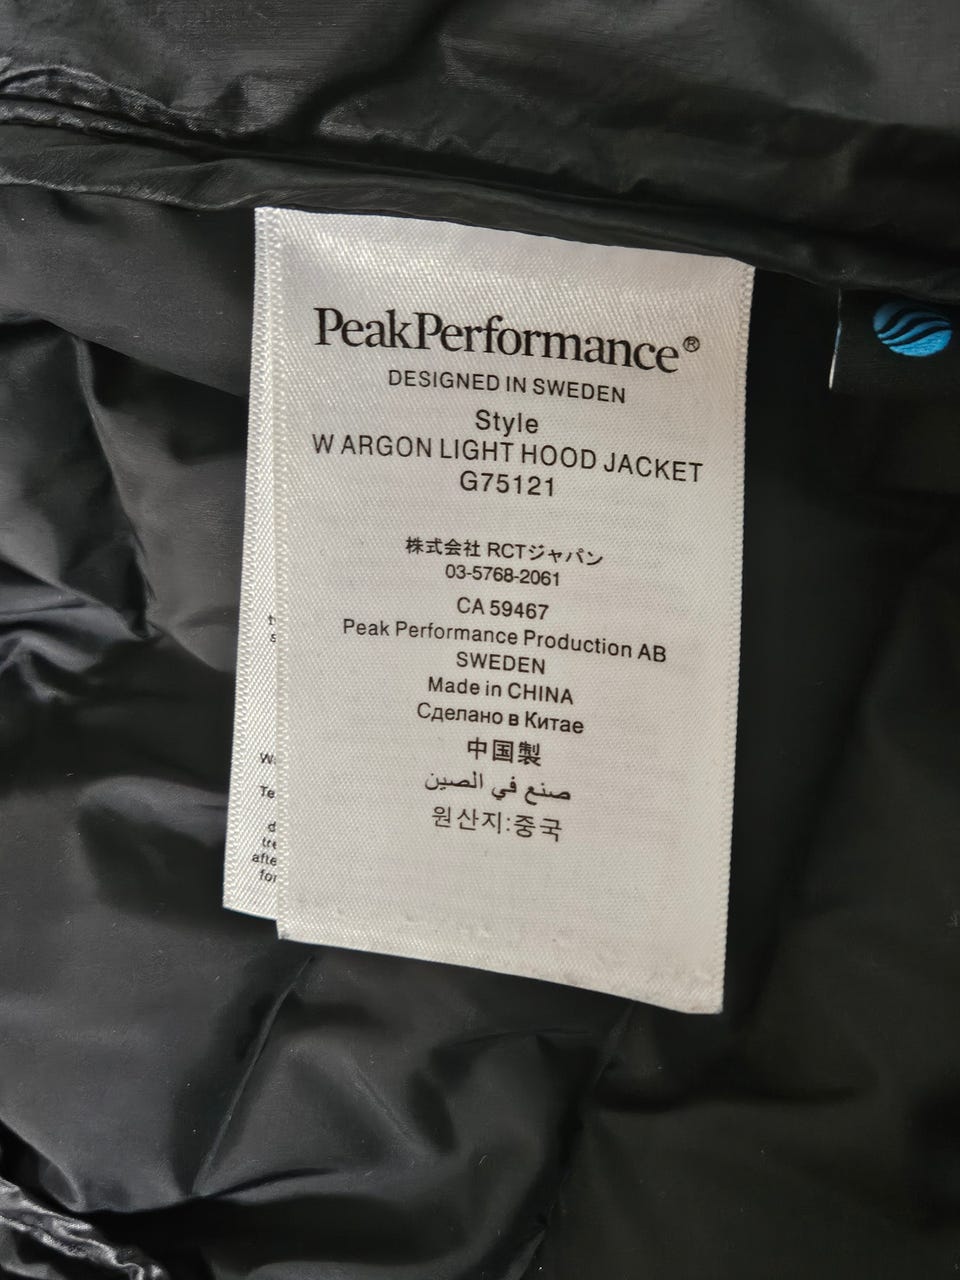 PeakPerformance®
DESIGNED IN SWEDEN
Style
W ARGON LIGHT HOOD JACKET
G75121
株式会社 RCTジャパン
03-5768-2061
CA 59467
Peak Performance Production AB
SWEDEN
Made in CHINA
Сделано в Китае
中国製
صنع في الصين
원산지:중국
after
for